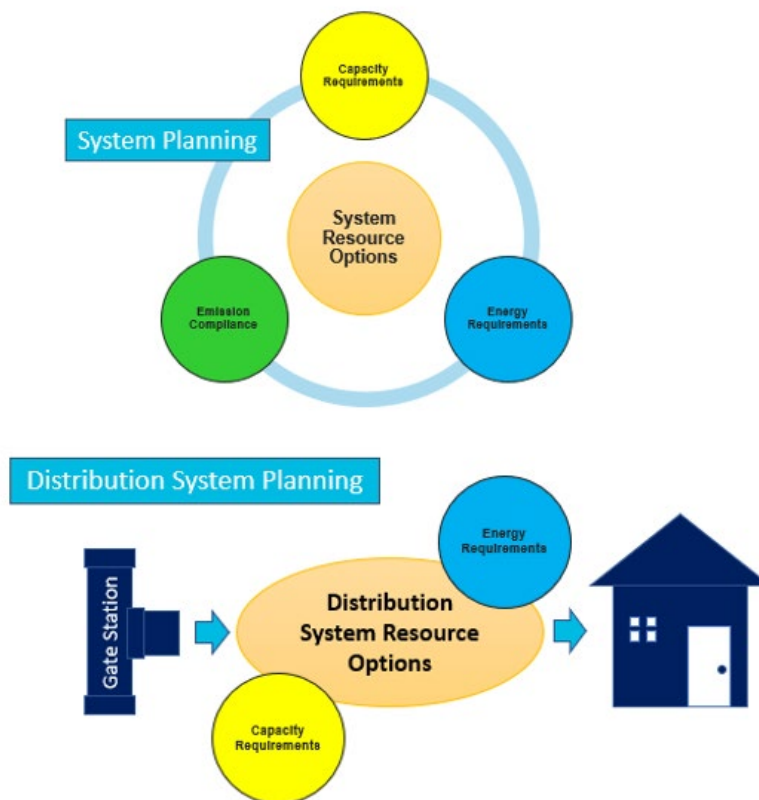 Capacity
Requirements
System Planning
System
Resource
Options
Emission
Compliance
Energy
Requirements
Distribution System Planning
Energy
Requirements
Gate Station
Distribution
System Resource
Options
Capacity
Requirements